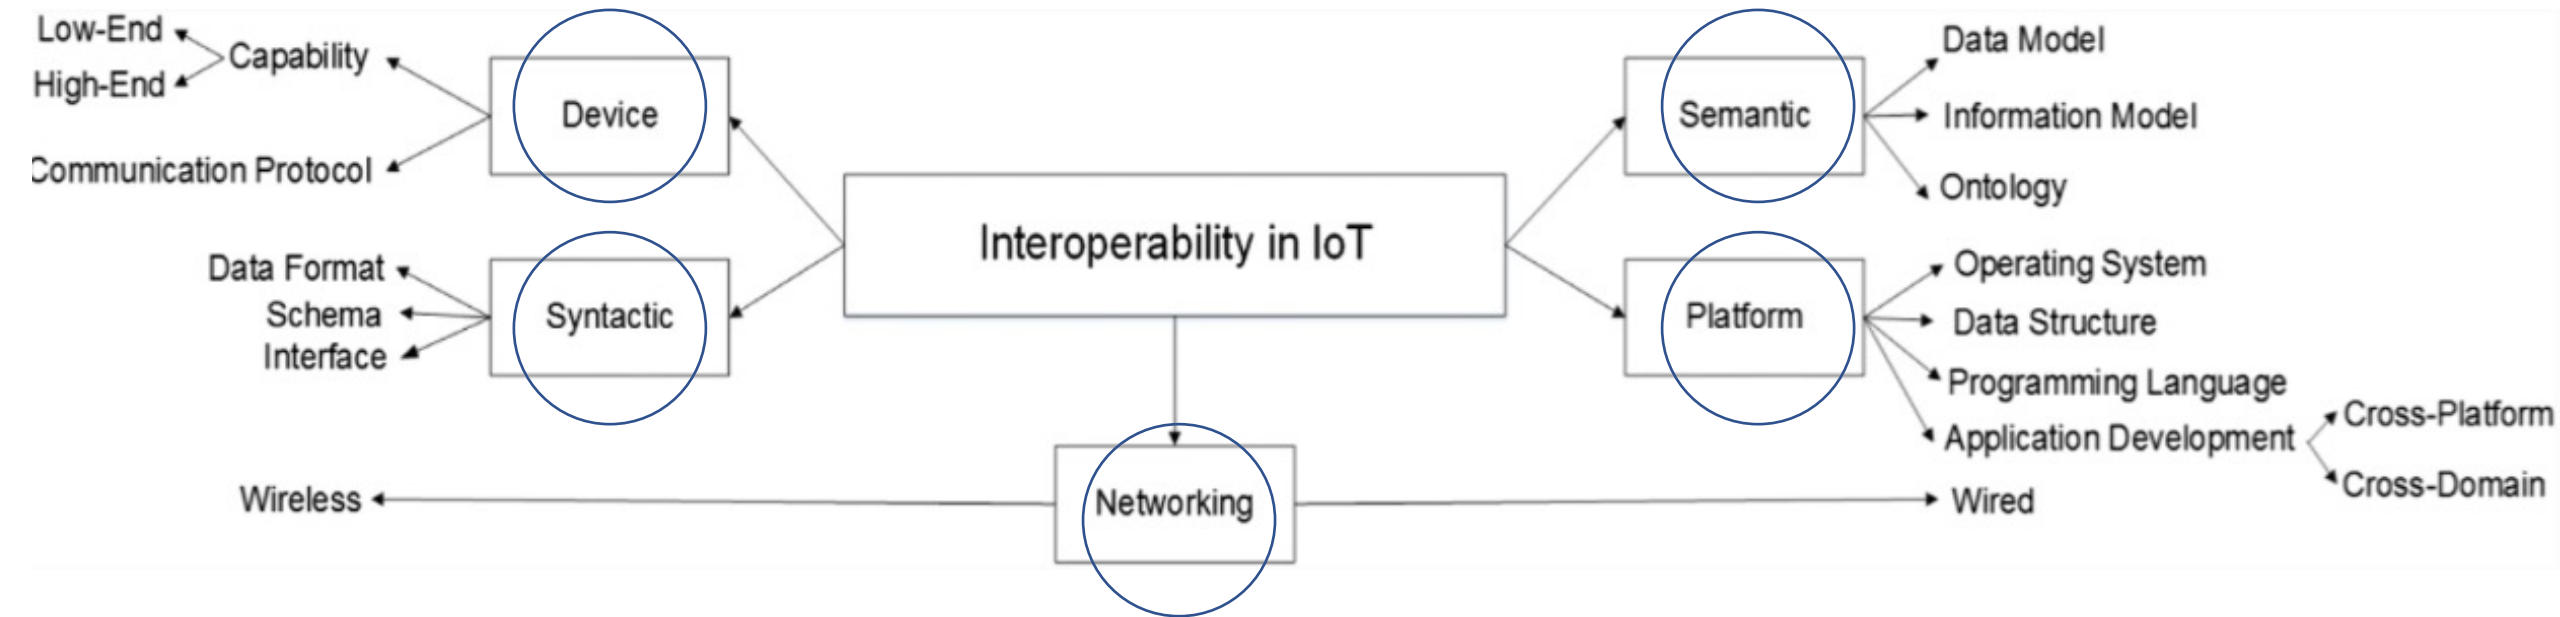 Low-End
High-End
Capability
Communication Protocol
Device
Data Format
Schema
Interface
Syntactic
Interoperability in IoT
Semantic
Data Model
Information Model
Ontology
Platform
Operating System
Data Structure
Programming Language
Application Development
Cross-Platform
Cross-Domain
Wireless
Networking
Wired